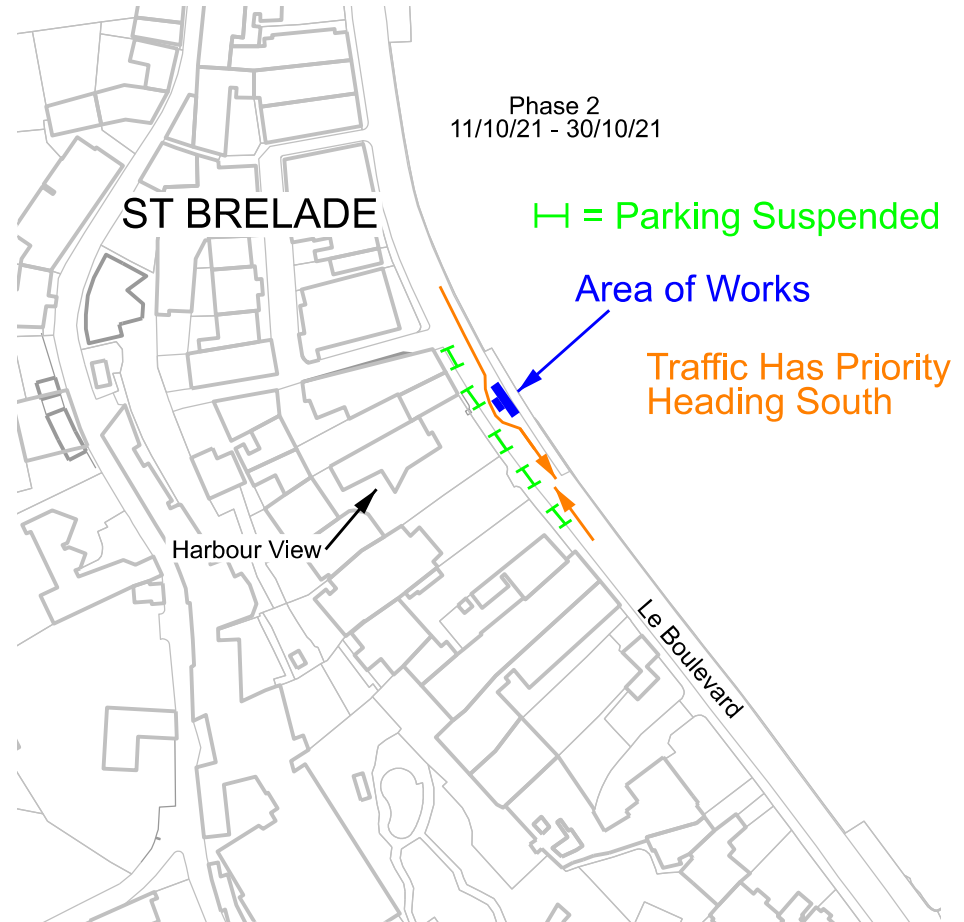 Phase 2
11/10/21 - 30/10/21
ST BRELADE
= Parking Suspended
Area of Works
Traffic Has Priority
Heading South
Harbour View
Le Boulevard